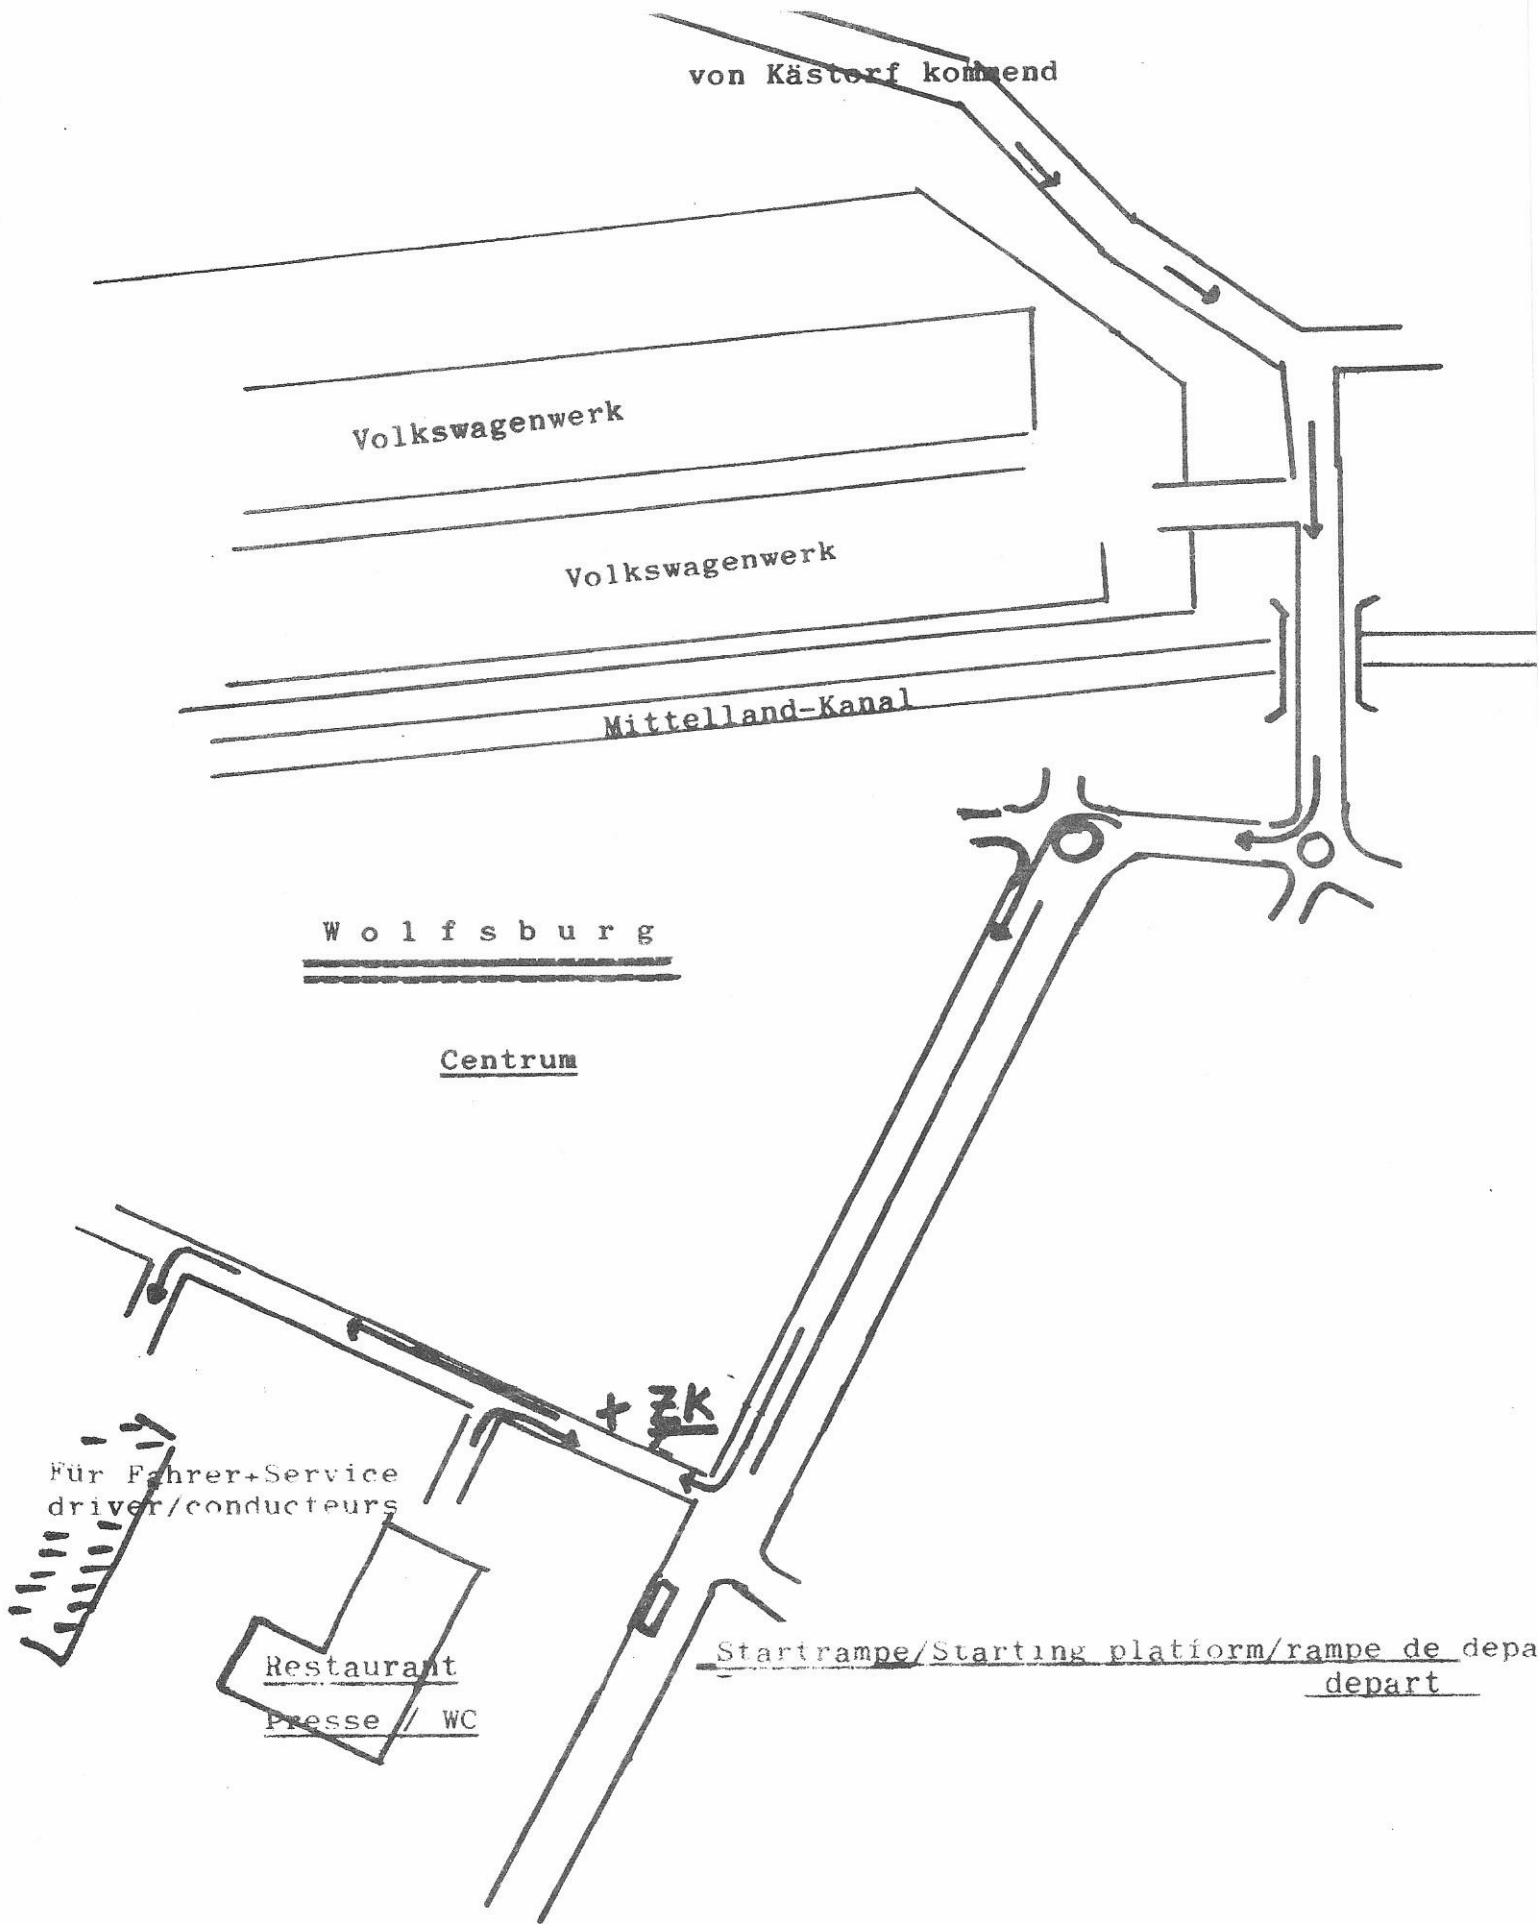 von Kästorf kommend
Volkswagenwerk
Volkswagenwerk
Mittelland-Kanal
Wolfsburg
Centrum
+ ZK
Für Fahrer+Service
driver/conducteurs
Restaurant
Presse / WC
Startrampe/Starting platform/rampe de depa
depart